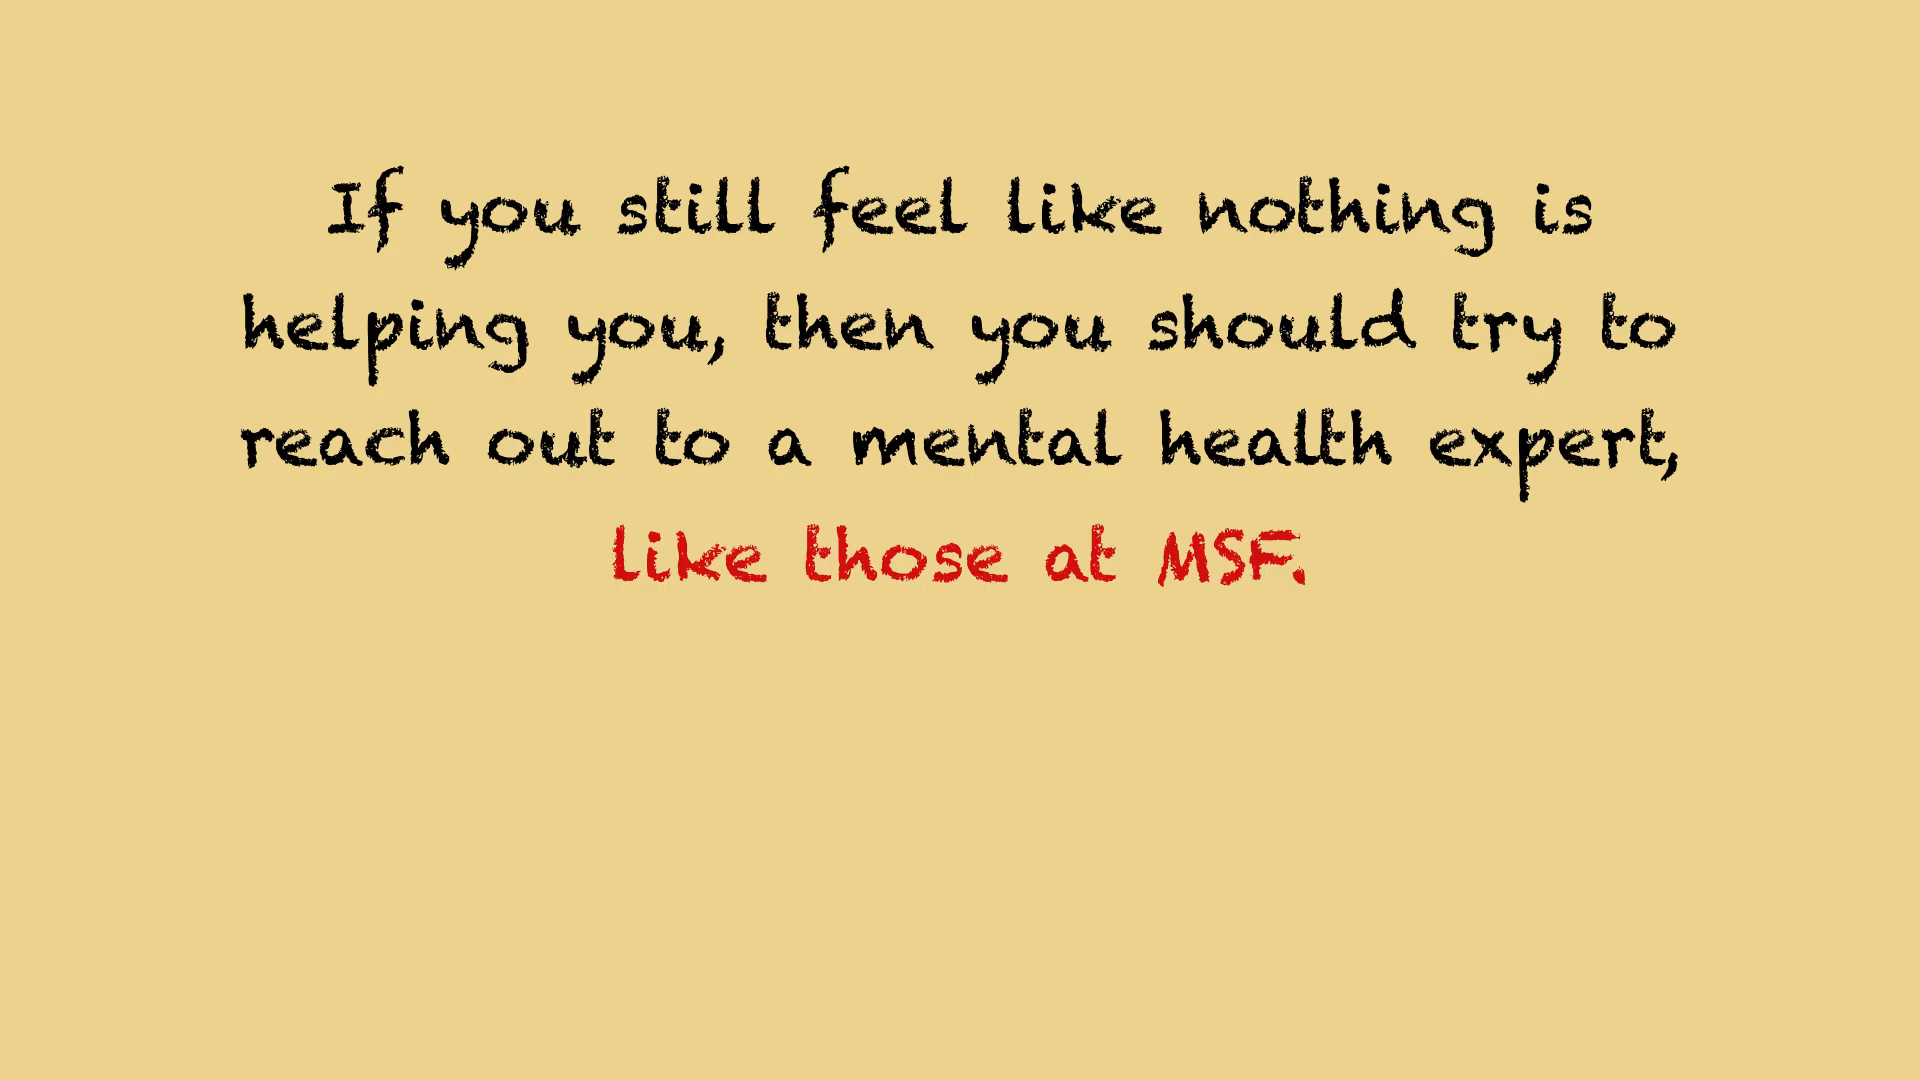 If you still feel like nothing is
helping you, then you should try to
reach out to a mental health expert,
like those at MSF.